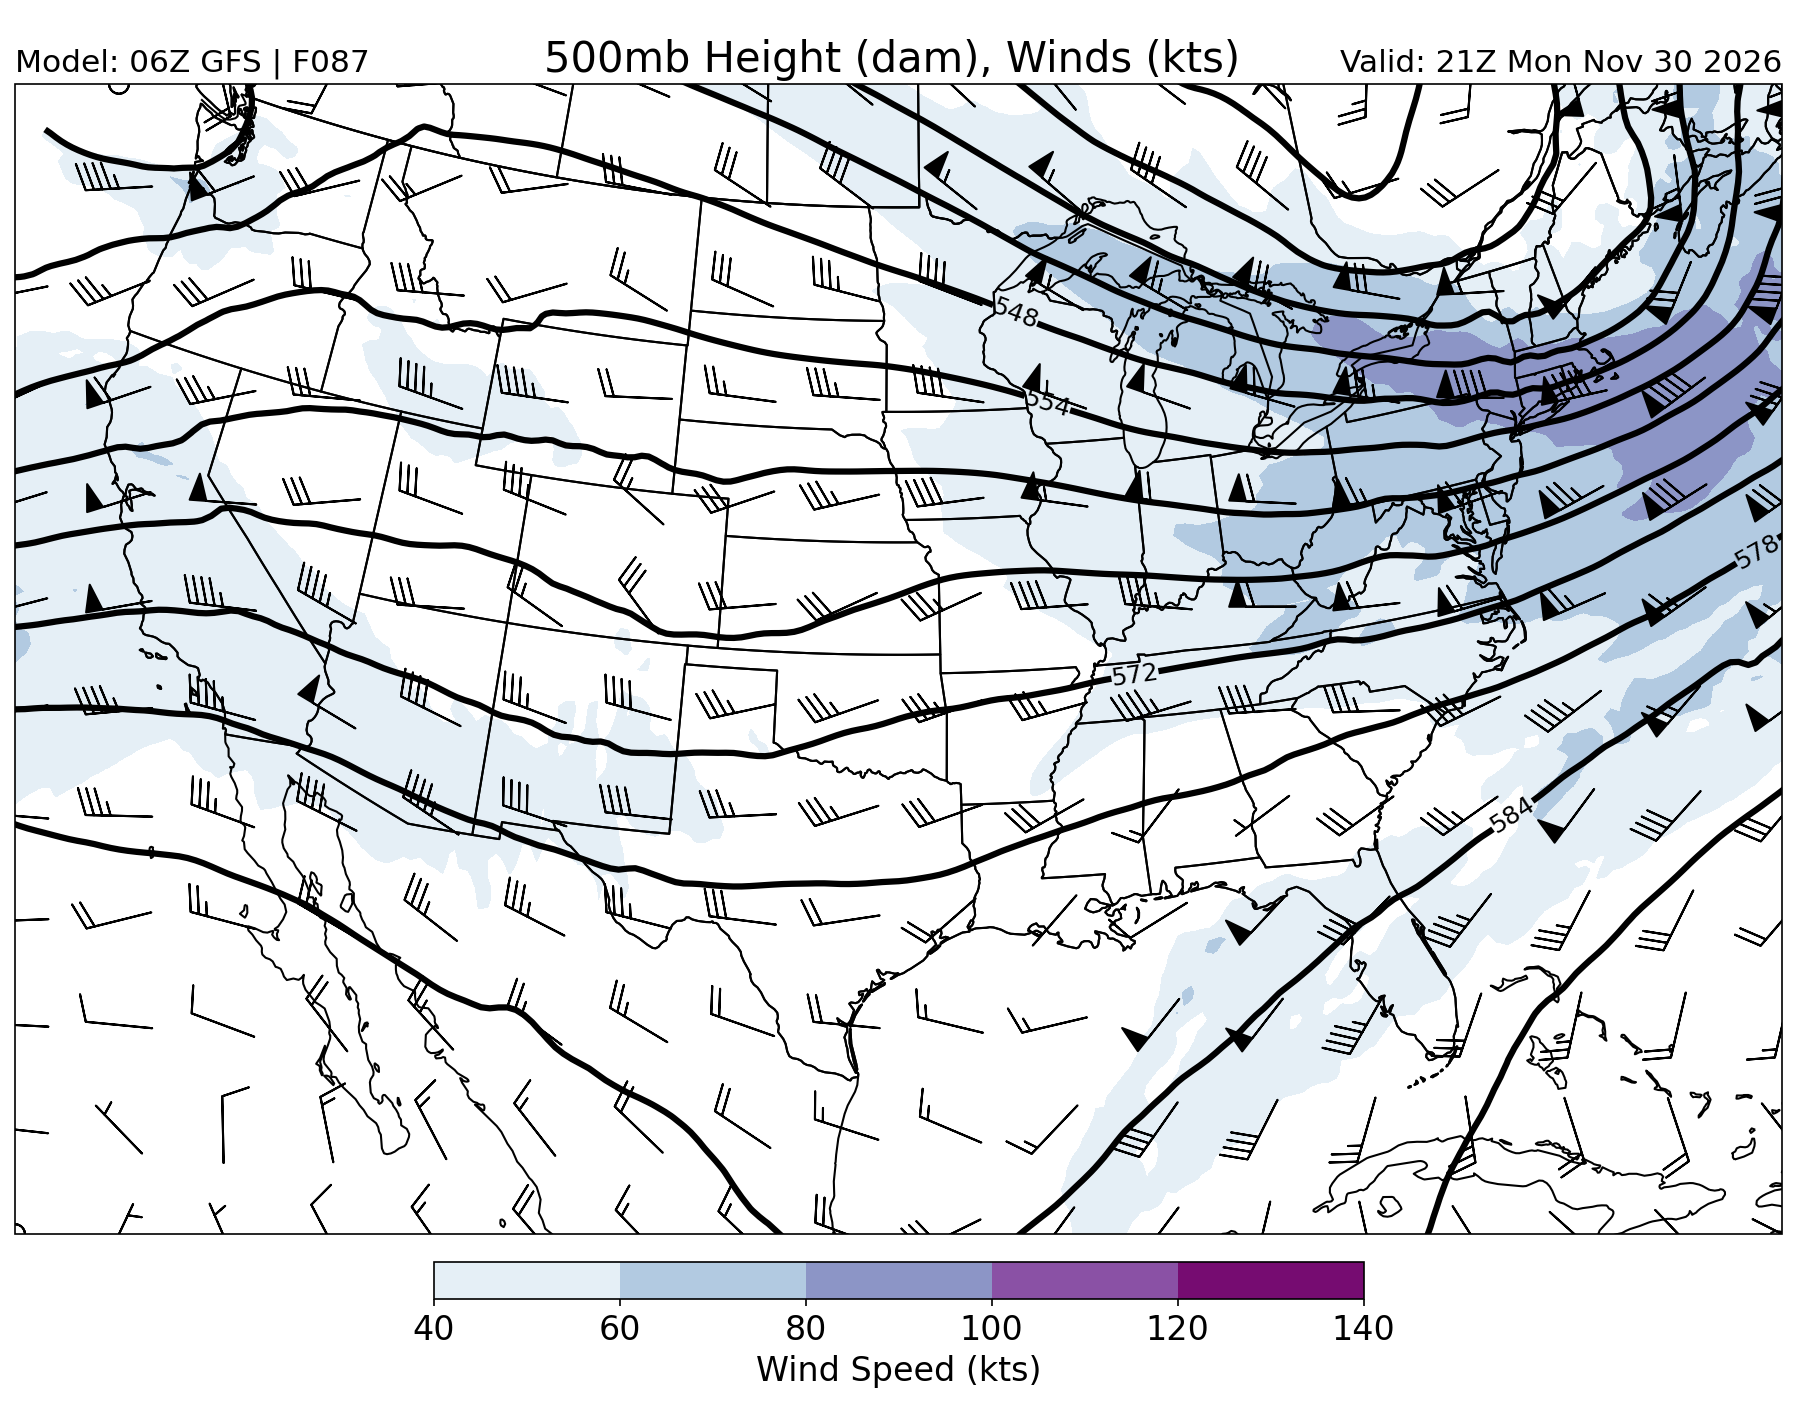 500mb Height (dam), Winds (kts)
Model: 06Z GFS | F087
Valid: 21Z Mon Nov 30 2026
548
554
578
572
584
40 60 80 100 120 140
Wind Speed (kts)